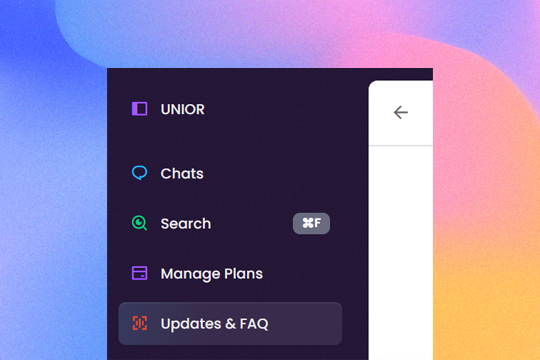 UNIOR
Chats
Search ⌘F
Manage Plans
Updates & FAQ